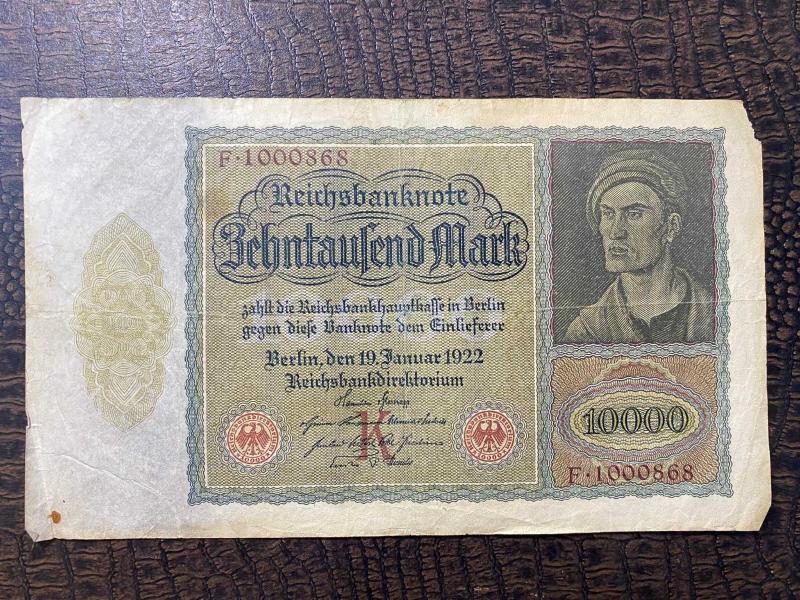 F·1000868
Reichsbanknote
Zehntausend Mark
zahlt die Reichsbankhauptkasse in Berlin
gegen diese Banknote dem Einlieferer
Berlin, den 19. Januar 1922
Reichsbankdirektorium
K
10000
F·1000868